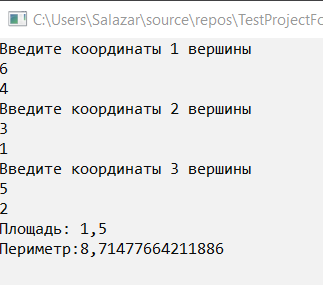 C:\Users\Salazar\source\repos\TestProjectFo
Введите координаты 1 вершины
6
4
Введите координаты 2 вершины
3
1
Введите координаты 3 вершины
5
2
Площадь: 1,5
Периметр:8,71477664211886